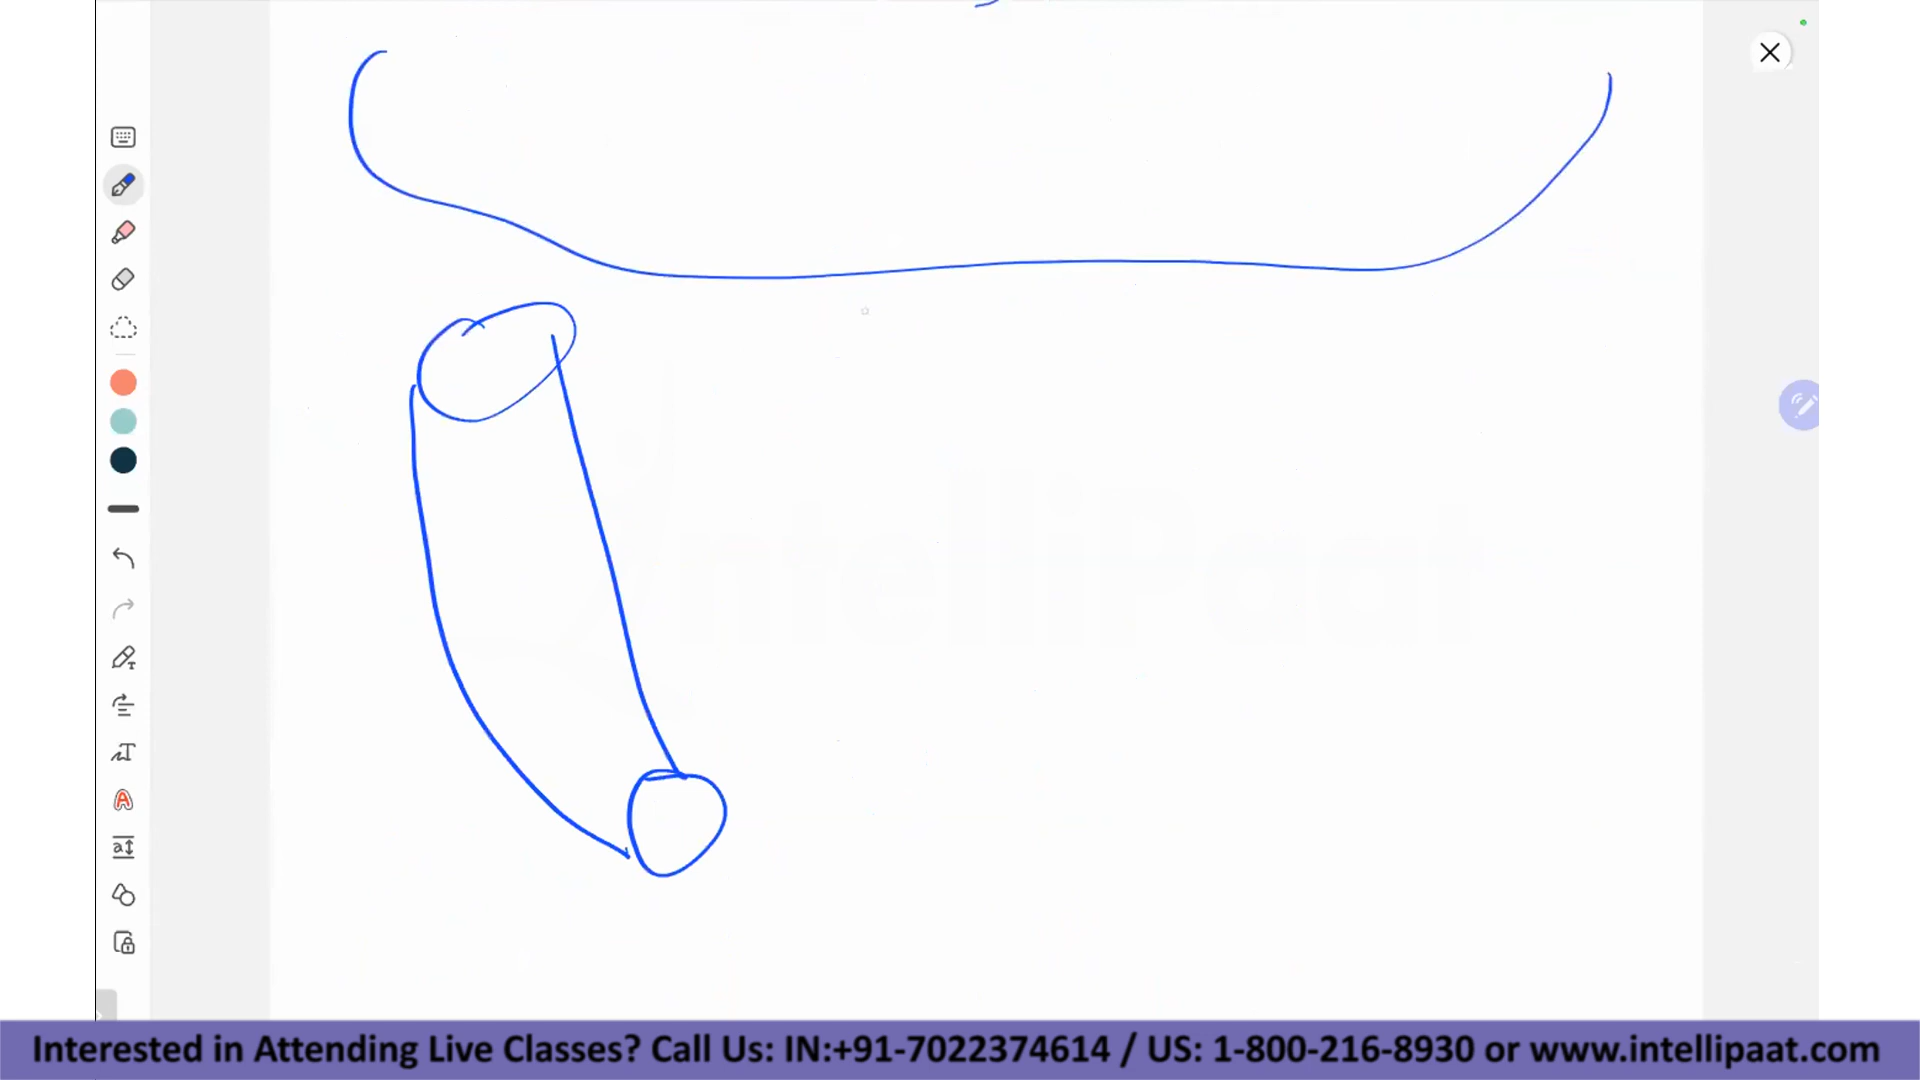 IntelliPaat
Interested in Attending Live Classes? Call Us: IN:+91-7022374614 / US: 1-800-216-8930 or www.intellipaat.com